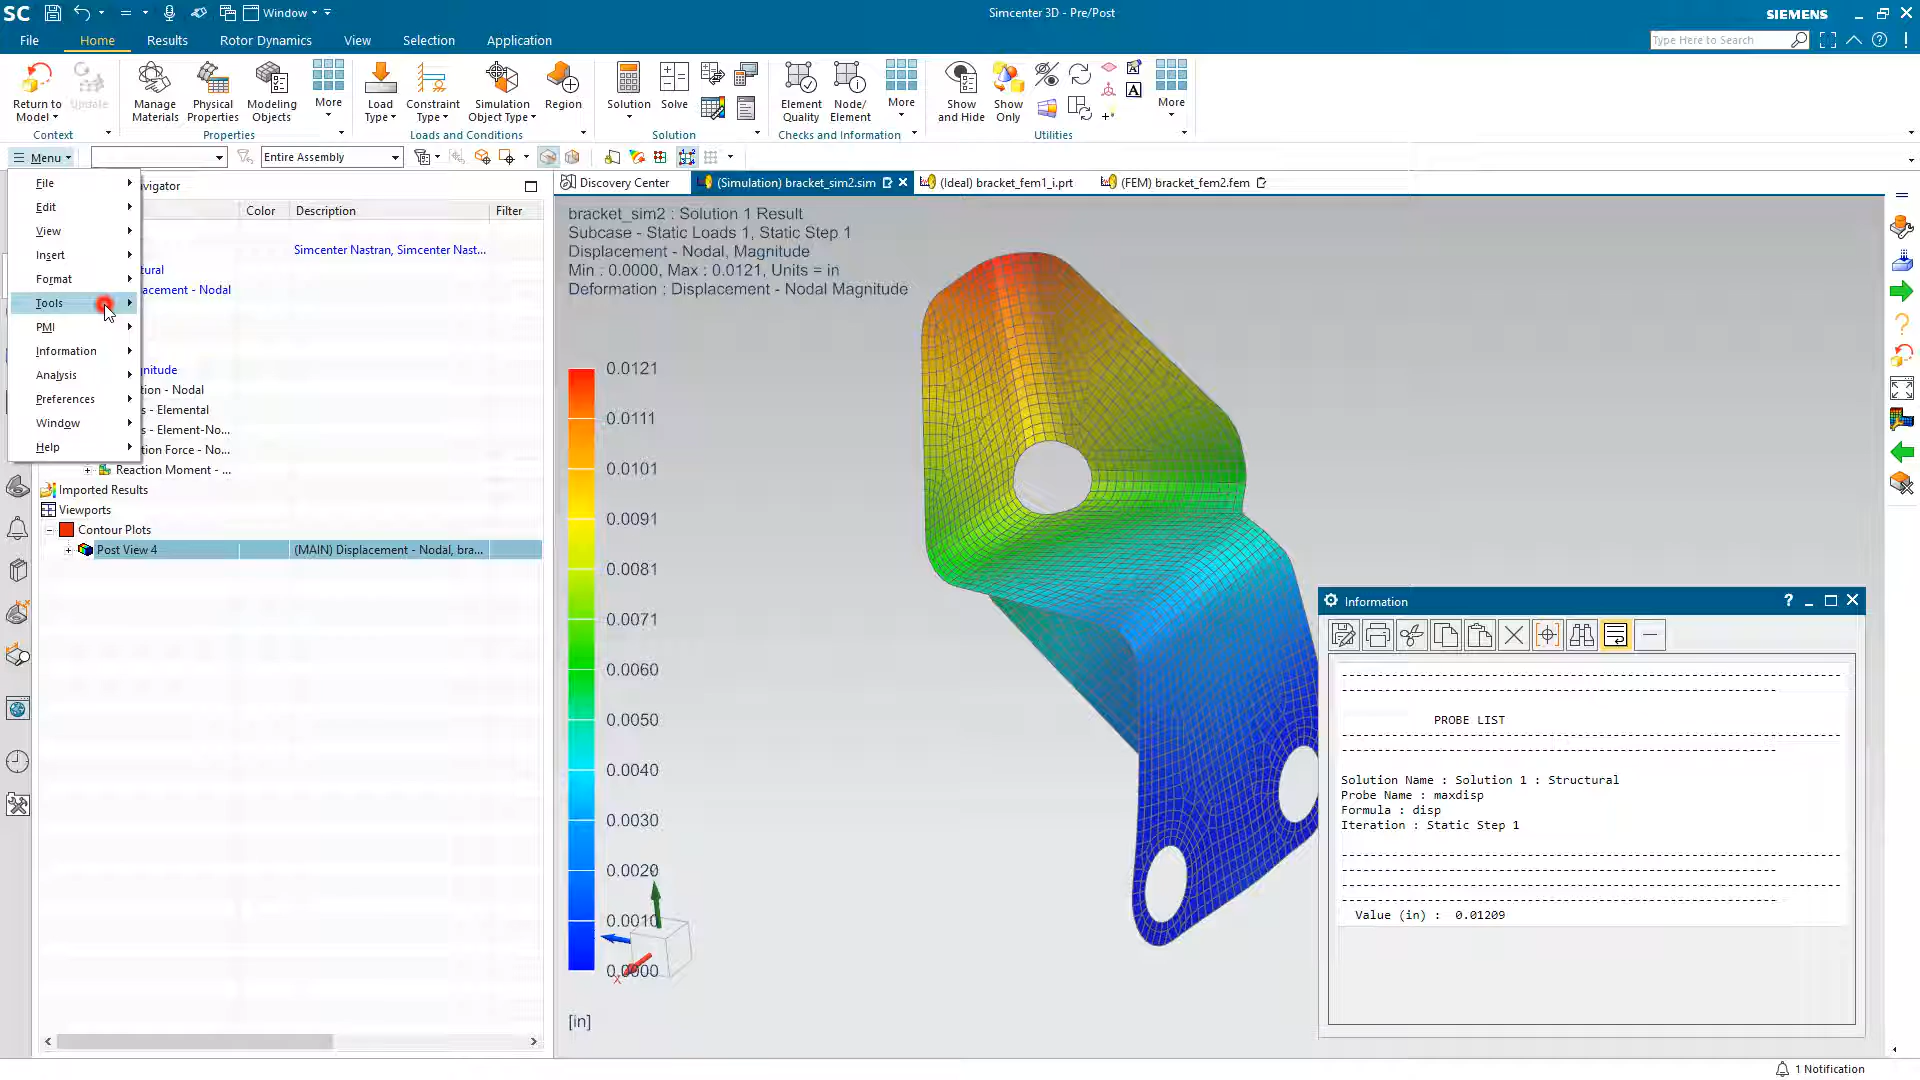 SC
Window
Simcenter 3D - Pre/Post
SIEMENS
File
Home
Results
Rotor Dynamics
View
Selection
Application
Type Here to Search
Return to Model
Update
Manage Materials
Physical Properties
Modeling Objects
More
Load Type
Constraint Type
Simulation Object Type
Region
Solution
Solve
Element Quality
Node/ Element
More
Show and Hide
Show Only
More
Context
Properties
Loads and Conditions
Solution
Checks and Information
Utilities
Menu
Entire Assembly
File
Edit
View
Insert
Format
Tools
PMI
Information
Analysis
Preferences
Window
Help
vigator
Color
Description
Filter
Simcenter Nastran, Simcenter Nast...
tural
acement - Nodal
gnitude
tion - Nodal
s - Elemental
s - Element-No...
ction Force - No...
Reaction Moment - ...
Imported Results
Viewports
Contour Plots
Post View 4
(MAIN) Displacement - Nodal, bra...
Discovery Center
(Simulation) bracket_sim2.sim
(Ideal) bracket_fem1_i.prt
(FEM) bracket_fem2.fem
bracket_sim2 : Solution 1 Result
Subcase - Static Loads 1, Static Step 1
Displacement - Nodal, Magnitude
Min : 0.0000, Max : 0.0121, Units = in
Deformation : Displacement - Nodal Magnitude
0.0121
0.0111
0.0101
0.0091
0.0081
0.0071
0.0060
0.0050
0.0040
0.0030
0.0020
0.0010
0.0000
X
[in]
Information
PROBE LIST
Solution Name : Solution 1 : Structural
Probe Name : maxdisp
Formula : disp
Iteration : Static Step 1
Value (in) : 0.01209
1 Notification